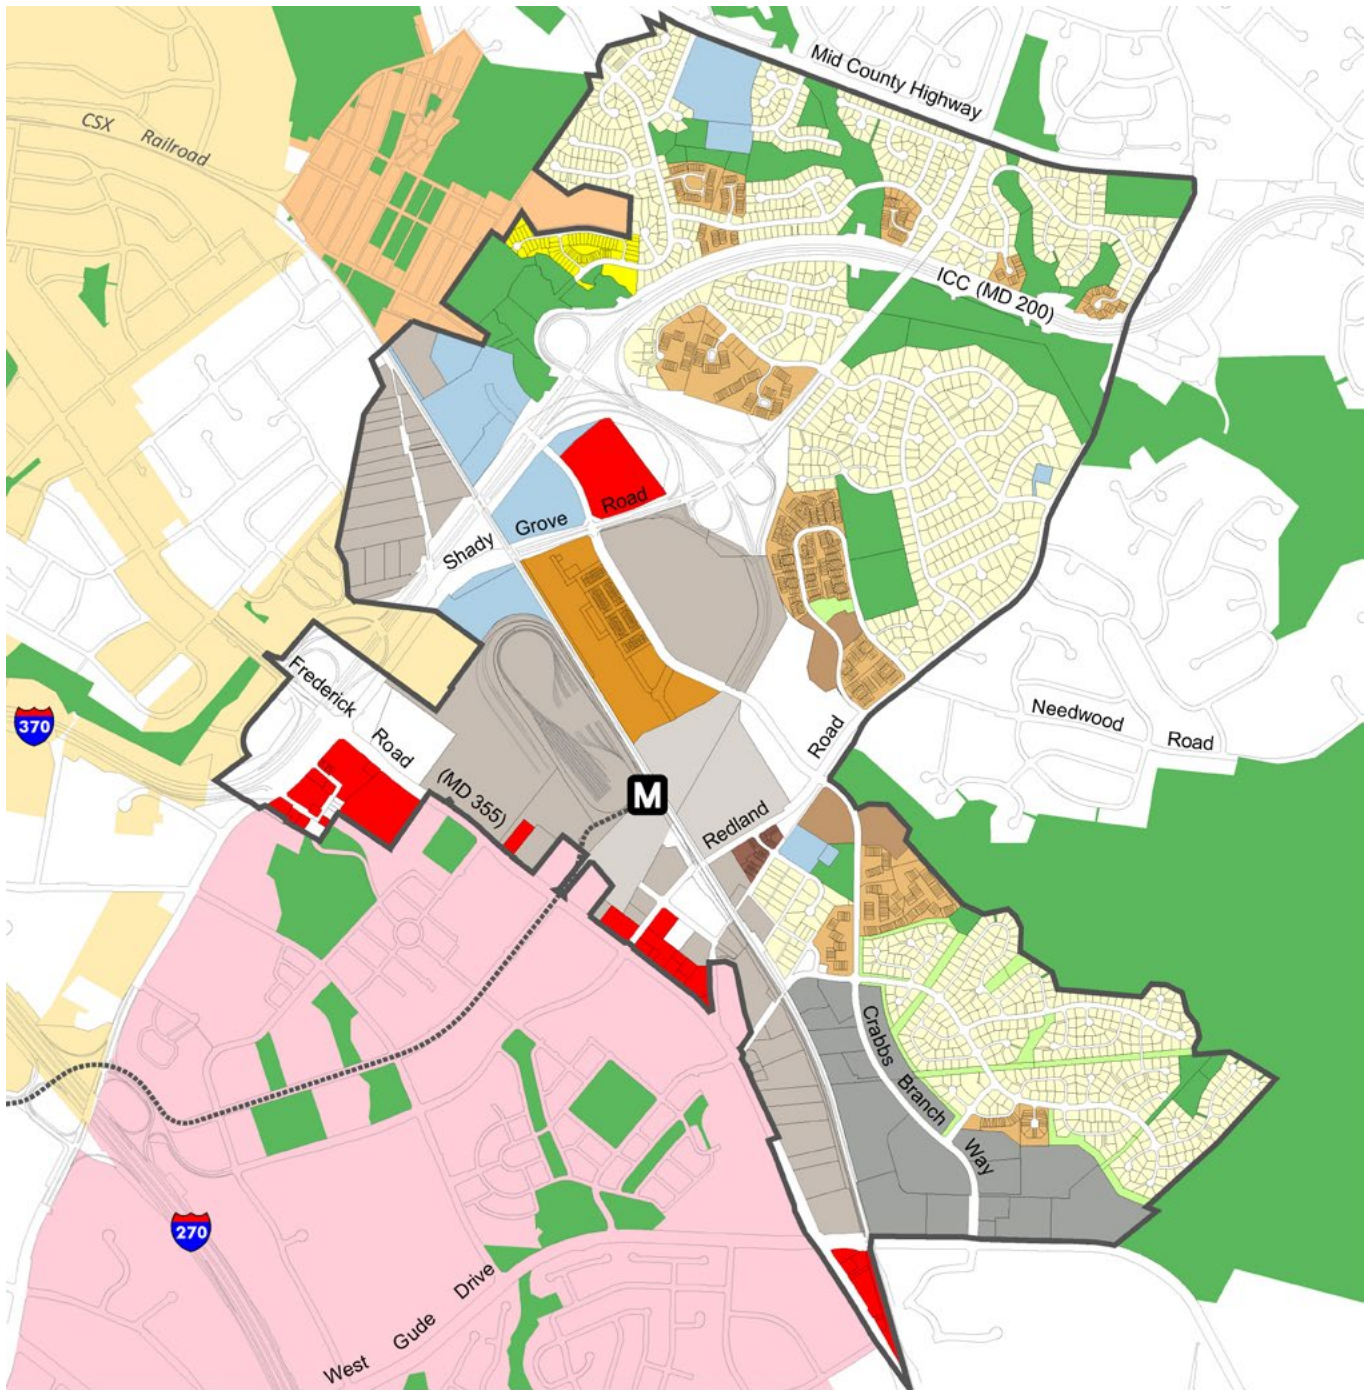 Mid County Highway
CSX Railroad
ICC (MD 200)
Shady Grove Road
Frederick Road
(MD 355)
370
Needwood Road
M
Redland Road
Crabbs Branch Way
270
West Gude Drive